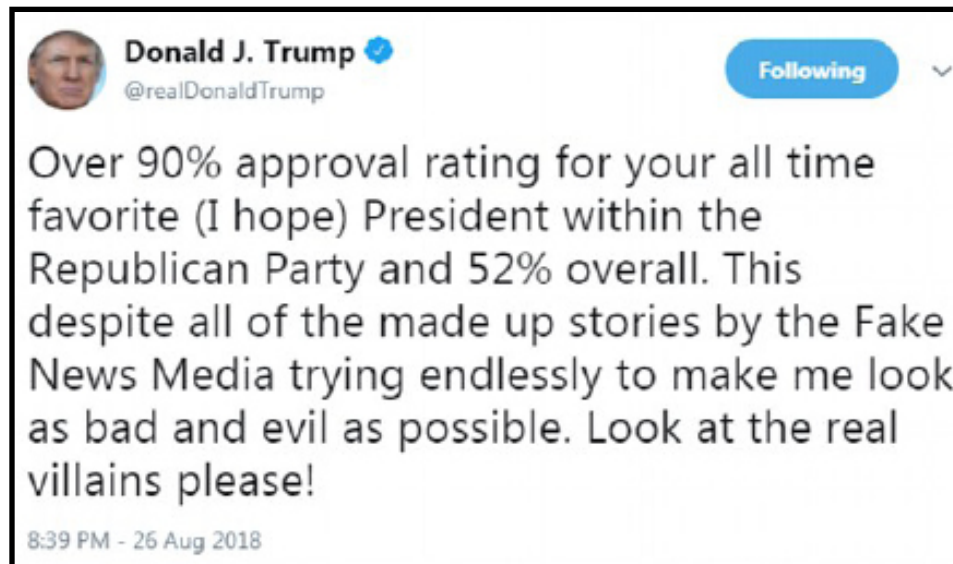 Donald J. Trump
@realDonaldTrump
Following
Over 90% approval rating for your all time
favorite (I hope) President within the
Republican Party and 52% overall. This
despite all of the made up stories by the Fake
News Media trying endlessly to make me look
as bad and evil as possible. Look at the real
villains please!
8:39 PM - 26 Aug 2018